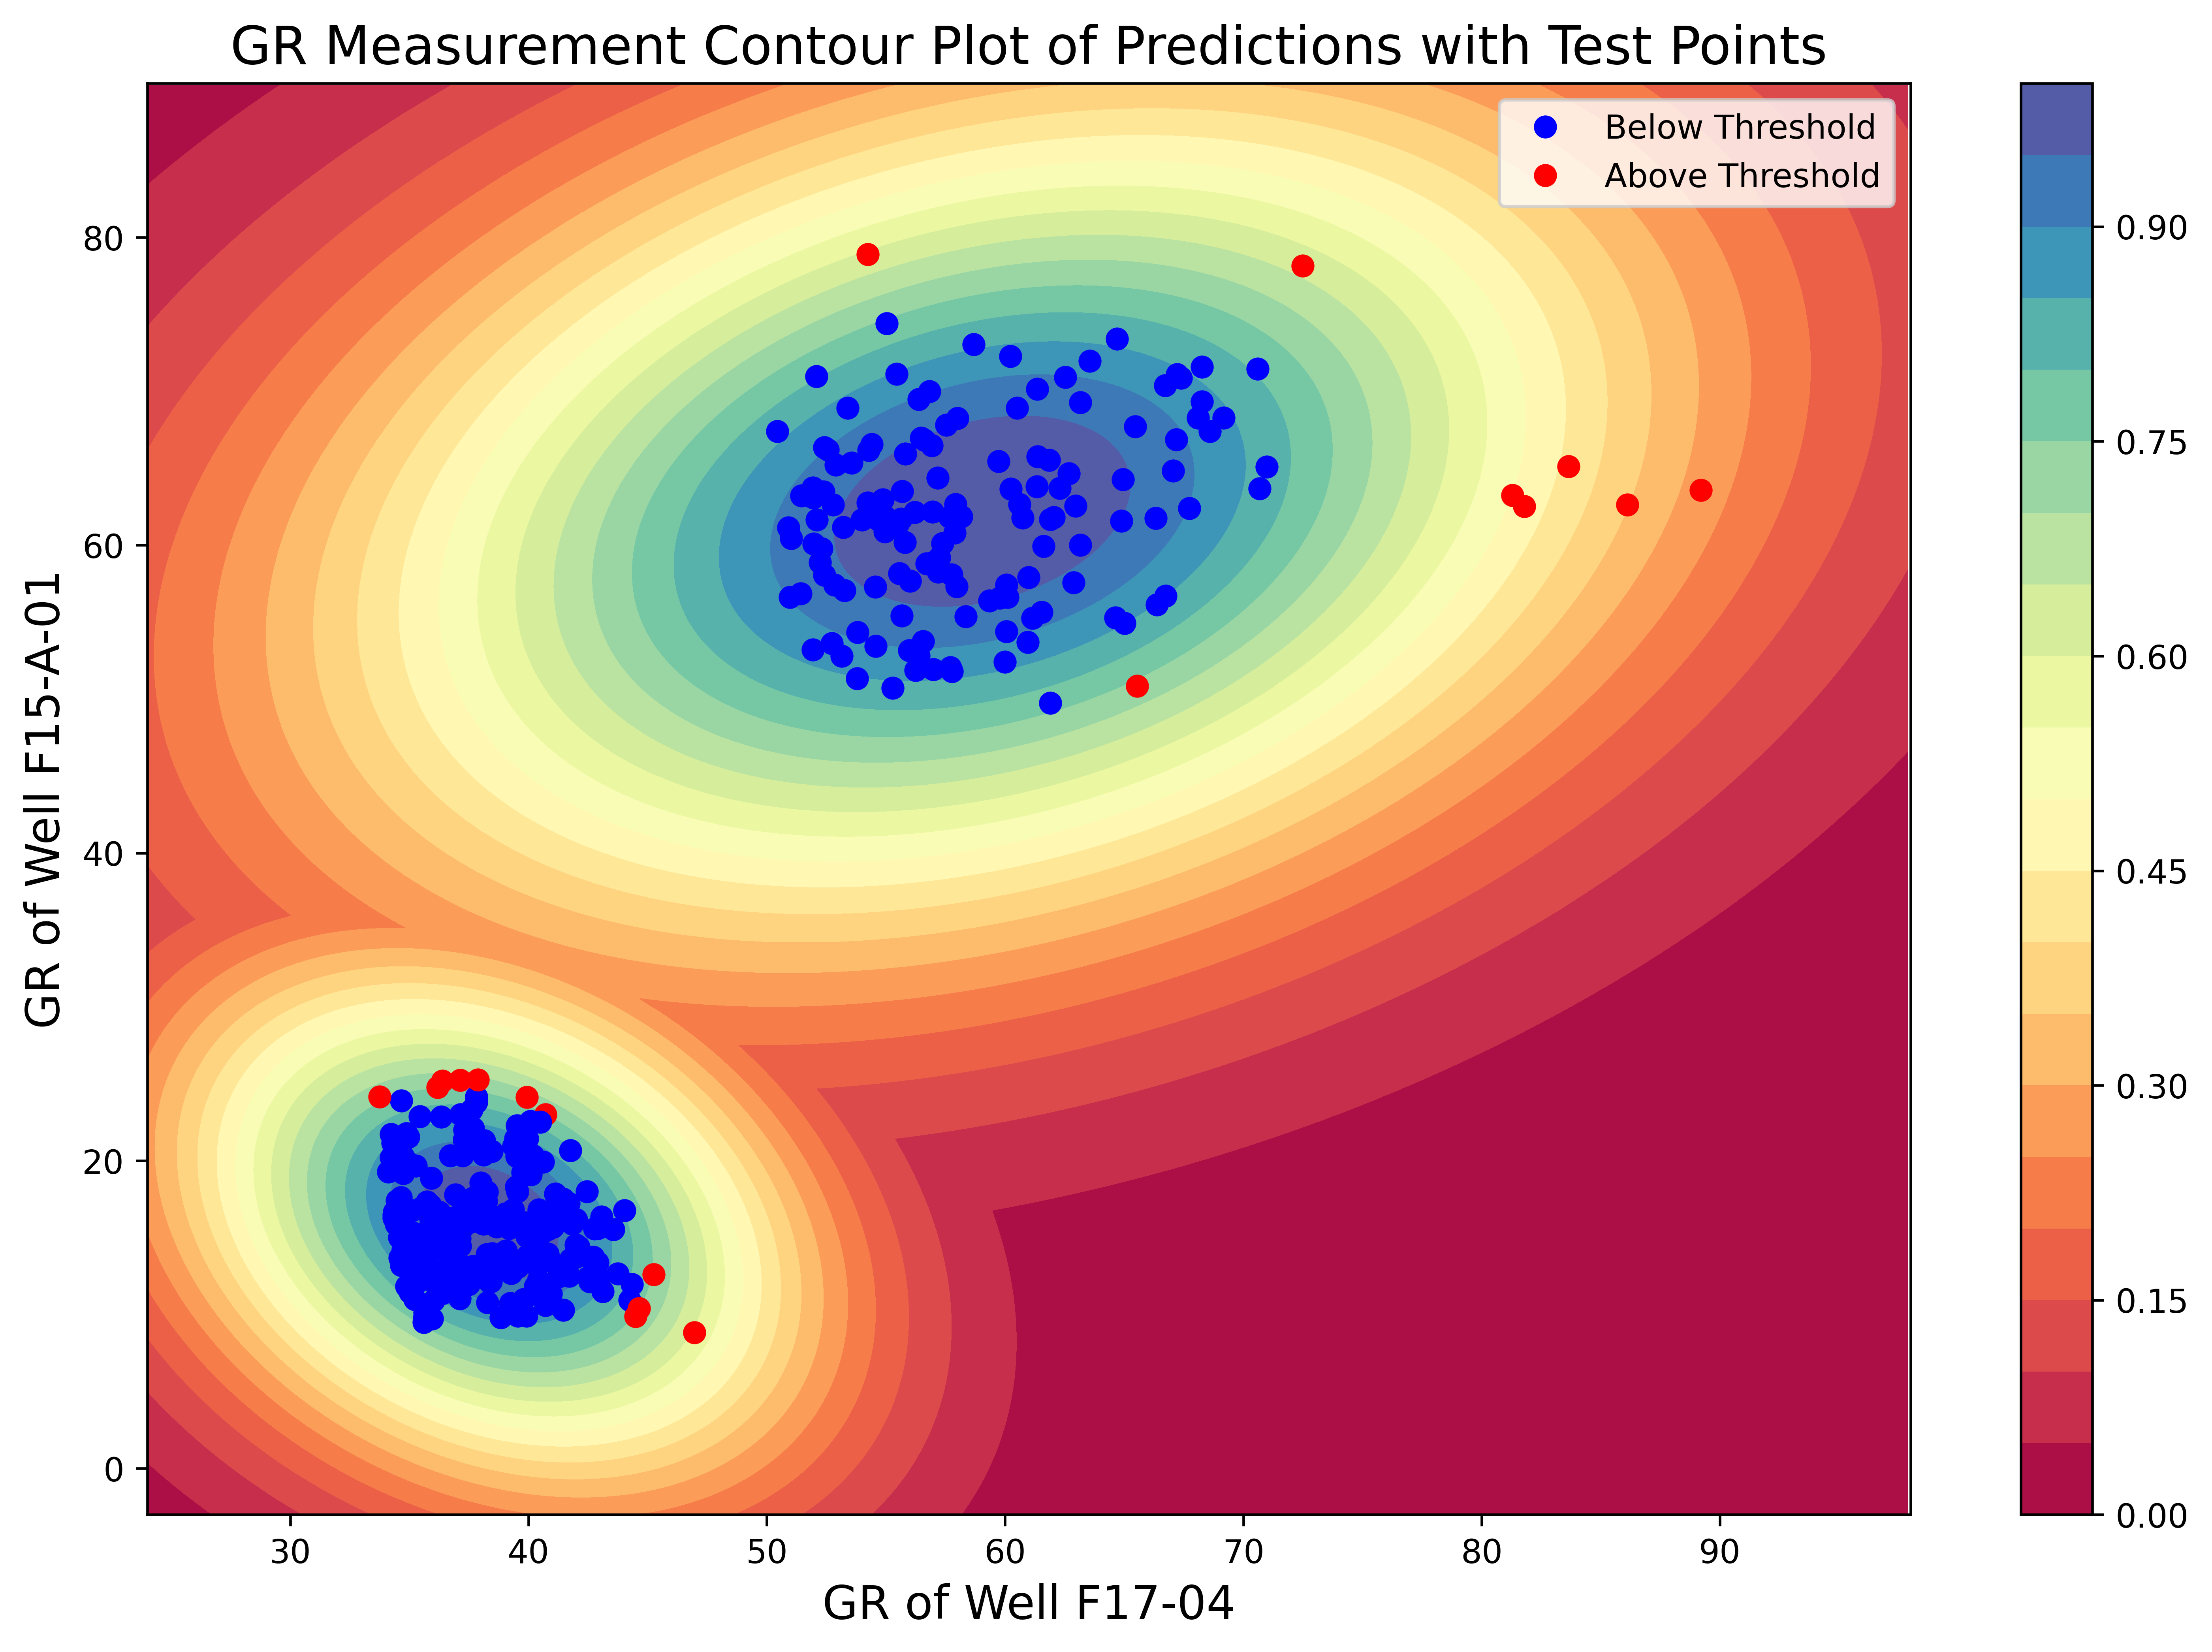 GR Measurement Contour Plot of Predictions with Test Points
Below Threshold
Above Threshold
GR of Well F15-A-01
80
60
40
20
0
30 40 50 60 70 80 90
GR of Well F17-04
0.90
0.75
0.60
0.45
0.30
0.15
0.00